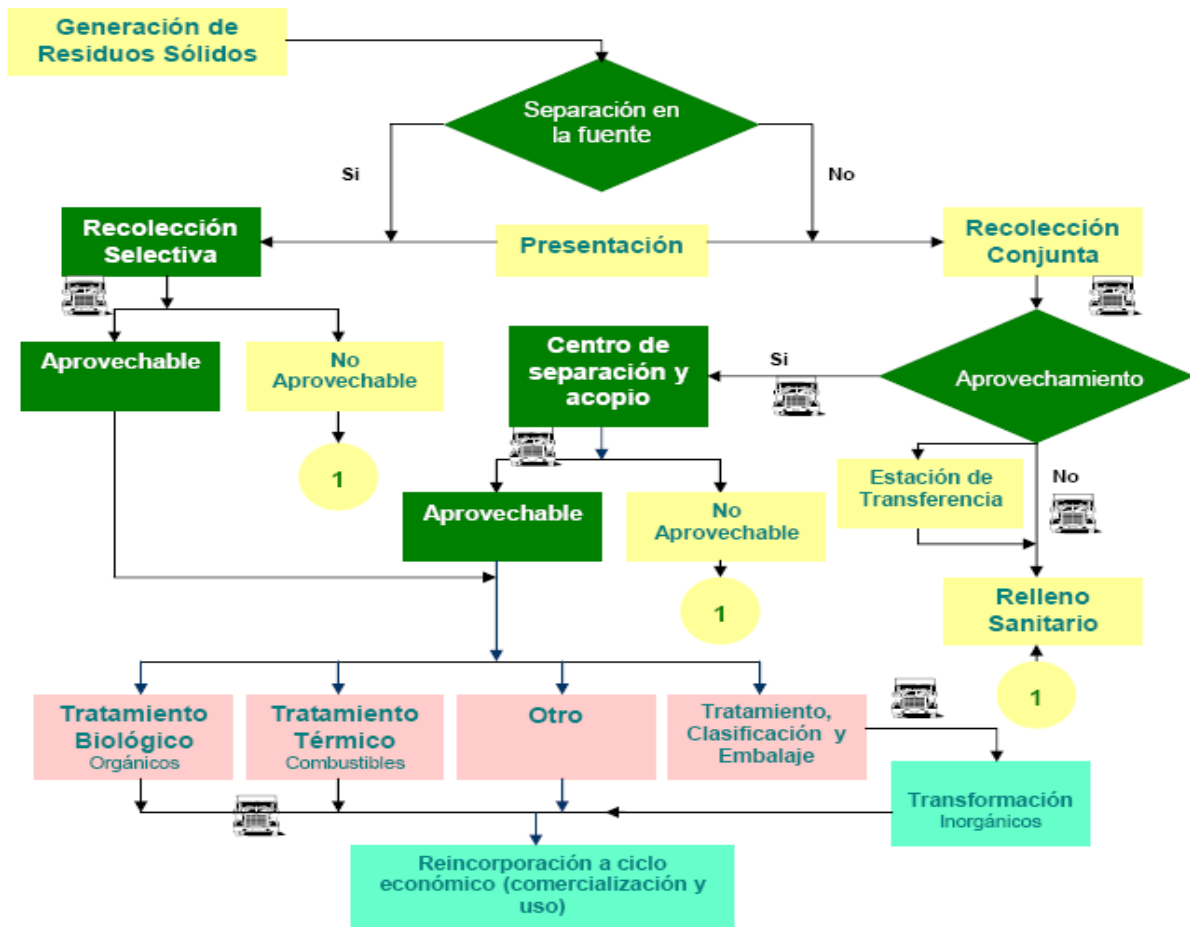 Generación de
Residuos Sólidos
Separación en
la fuente
Si
No
Recolección
Selectiva
Presentación
Recolección
Conjunta
Aprovechable
No
Aprovechable
Centro de
separación y
acopio
Si
Aprovechamiento
1
Estación de
Transferencia
No
Aprovechable
No
Aprovechable
1
Relleno
Sanitario
1
Tratamiento
Biológico
Orgánicos
Tratamiento
Térmico
Combustibles
Otro
Tratamiento,
Clasificación y
Embalaje
Transformación
Inorgánicos
Reincorporación a ciclo
económico (comercialización y
uso)